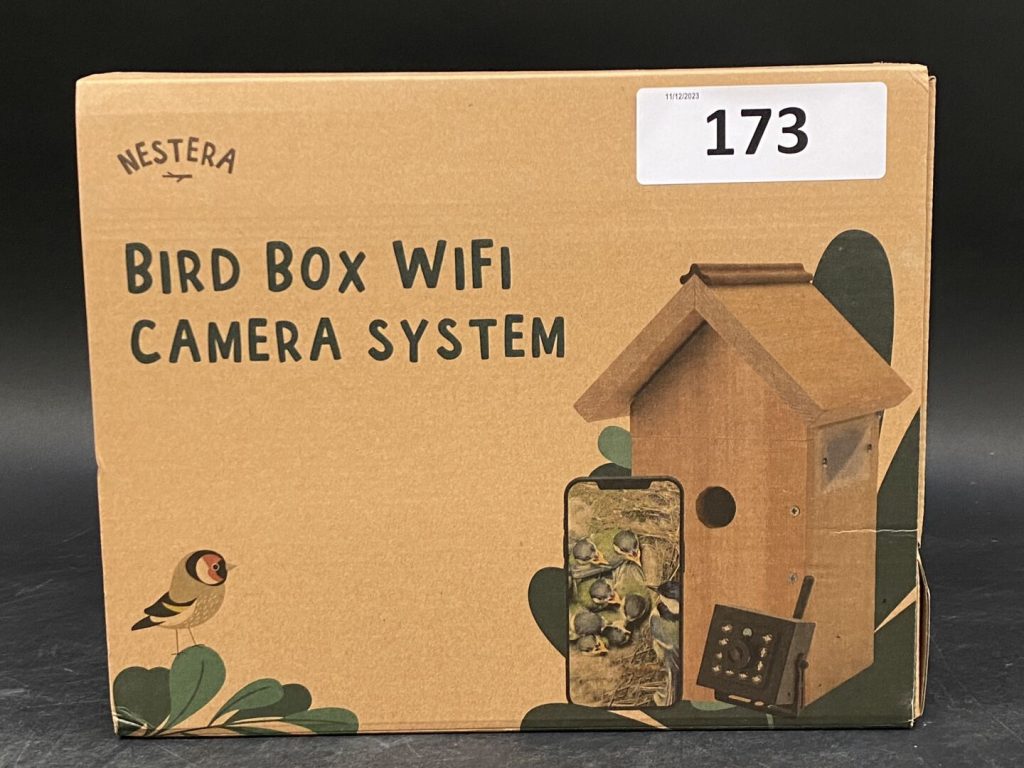 NESTERA
11/12/2023
173
BIRD BOX WIFI
CAMERA SYSTEM